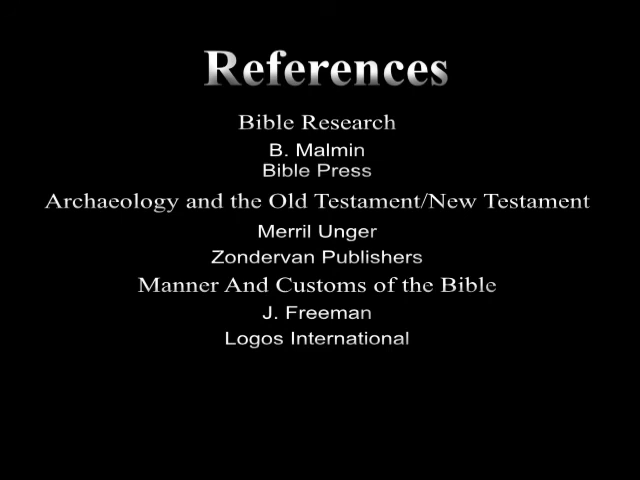 References
Bible Research
B. Malmin
Bible Press
Archaeology and the Old Testament/New Testament
Merril Unger
Zondervan Publishers
Manner And Customs of the Bible
J. Freeman
Logos International